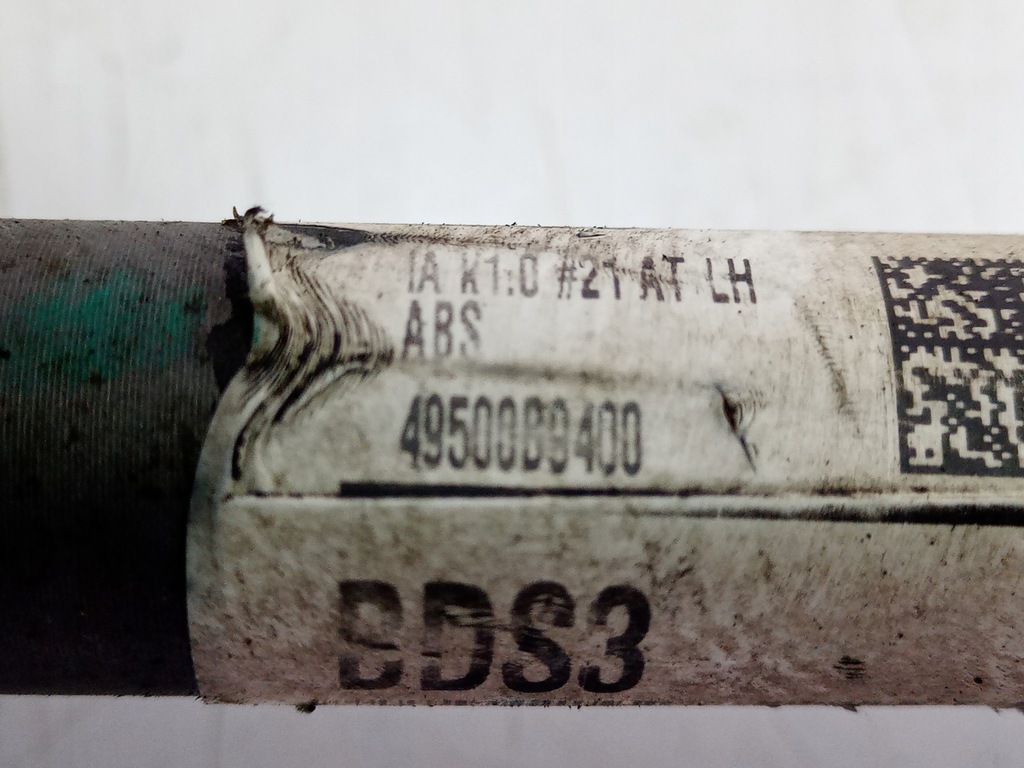 IA K1.0 #21 AT LH
ABS
49500B9400
BDS3